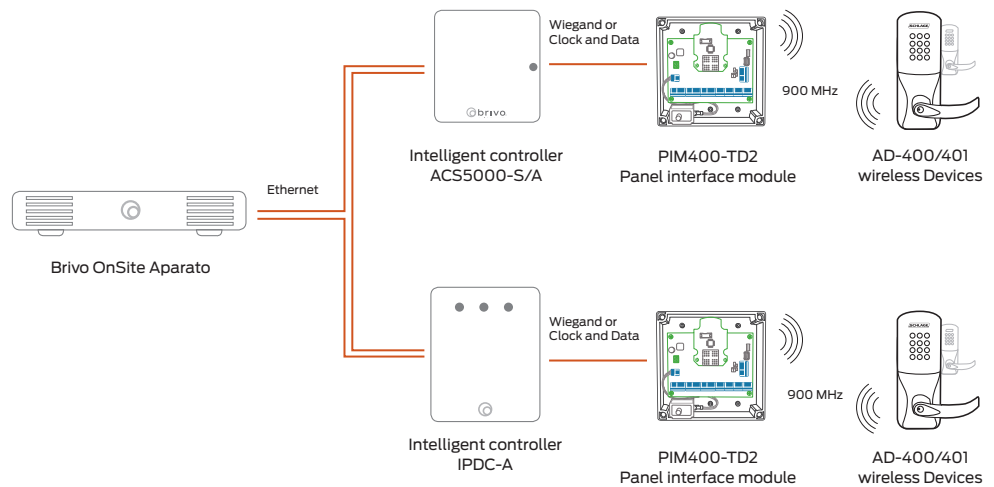 Wiegand or
Clock and Data
SCHLAGE
900 MHz
brivo
Intelligent controller
ACS5000-S/A
PIM400-TD2
Panel interface module
AD-400/401
wireless Devices
Ethernet
Brivo OnSite Aparato
Wiegand or
Clock and Data
SCHLAGE
900 MHz
Intelligent controller
IPDC-A
PIM400-TD2
Panel interface module
AD-400/401
wireless Devices